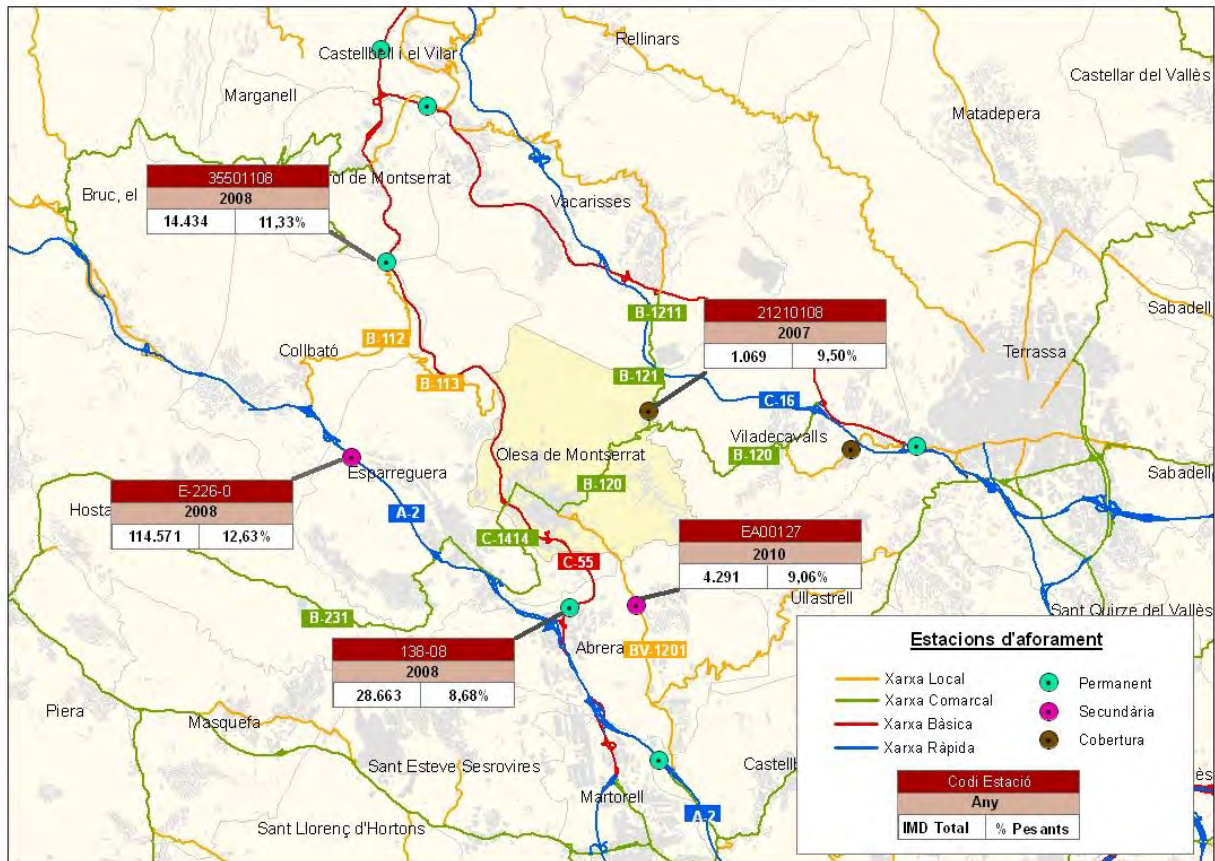 Rellinars
Castellbell i el Vilar
Castellar del Vallès
Marganell
Matadepera
35501108
2008
14.434 11,33%
Bruc, el
ol de Montserrat
Vacarisses
21210108
2007
1.069 9,50%
B-1211
Sabadell
B-112
Collbató
Terrassa
B-113
B-121
C-16
Viladecavalls
Olesa de Montserrat
B-120
Esparreguera
Sabadell
E-226-0
2008
114.571 12,63%
B-120
Hosta
A-2
EA00127
2010
4.291 9,06%
C-1414
C-55
Ullastrell
Sant Quirze del Vallès
B-231
138-08
2008
28.663 8,68%
Abrera
BV-1201
Piera
Masquefa
Sant Esteve Sesrovires
Castellb
Martorell
A-2
Sant Llorenç d'Hortons
Estacions d'aforament
Xarxa Local
Xarxa Comarcal
Xarxa Bàsica
Xarxa Ràpida
Permanent
Secundària
Cobertura
Codi Estació
Any
IMD Total % Pesants
ès